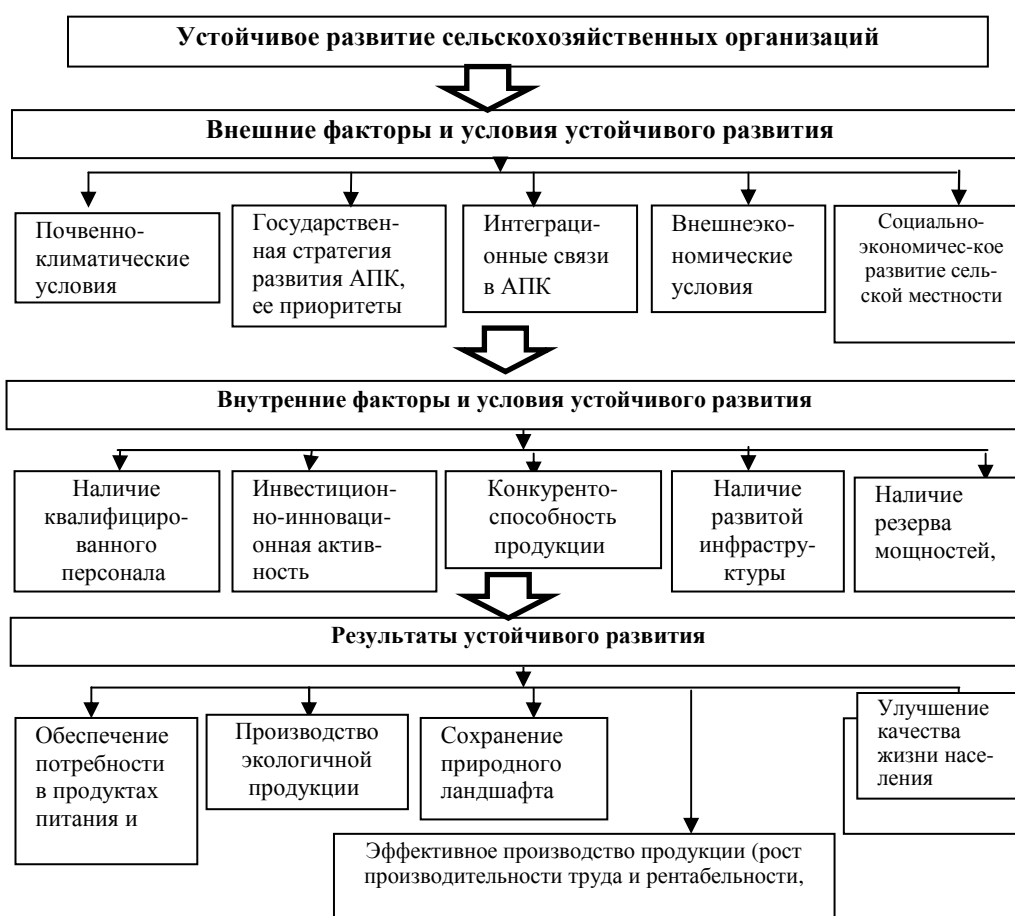 Устойчивое развитие сельскохозяйственных организаций
Внешние факторы и условия устойчивого развития
Почвенно-
климатические
условия
Государствен-
ная стратегия
развития АПК,
ее приоритеты
Интеграци-
онные связи
в АПК
Внешнеэко-
номические
условия
Социально-
экономичес-кое
развитие сель-
ской местности
Внутренние факторы и условия устойчивого развития
Наличие
квалифициро-
ванного
персонала
Инвестицион-
но-инноваци-
онная актив-
ность
Конкуренто-
способность
продукции
Наличие
развитой
инфрастру-
ктуры
Наличие
резерва
мощностей,
Результаты устойчивого развития
Обеспечение
потребности
в продуктах
питания и
Производство
экологичной
продукции
Сохранение
природного
ландшафта
Улучшение
качества
жизни насе-
ления
Эффективное производство продукции (рост
производительности труда и рентабельности,